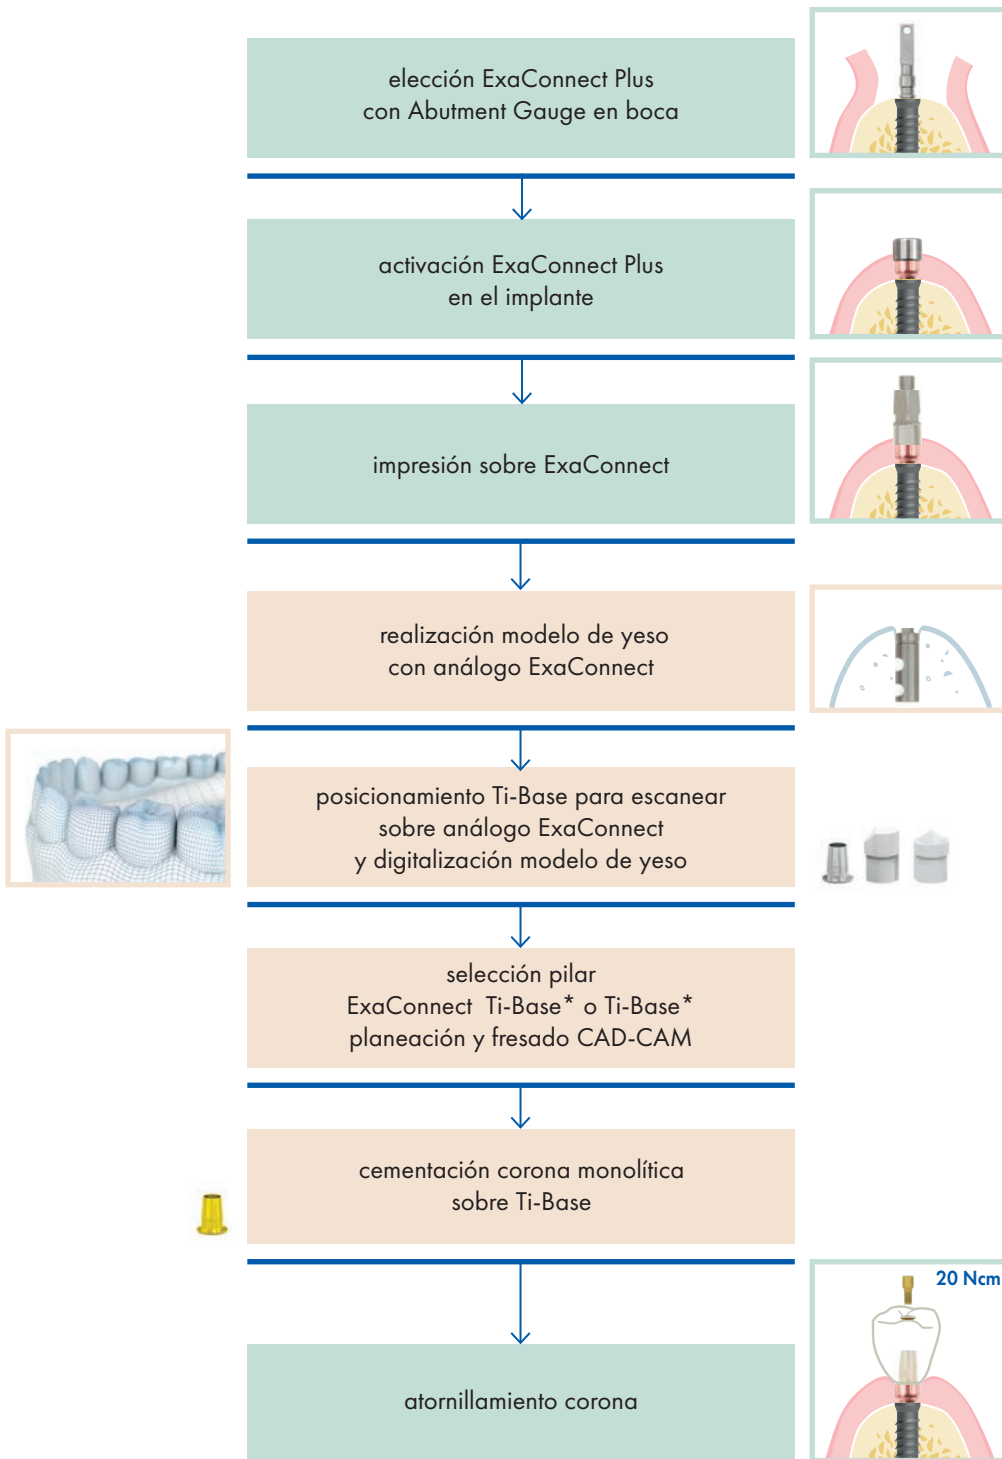 elección ExaConnect Plus
con Abutment Gauge en boca
activación ExaConnect Plus
en el implante
impresión sobre ExaConnect
realización modelo de yeso
con análogo ExaConnect
posicionamiento Ti-Base para escanear
sobre análogo ExaConnect
y digitalización modelo de yeso
selección pilar
ExaConnect Ti-Base* o Ti-Base*
planeación y fresado CAD-CAM
cementación corona monolítica
sobre Ti-Base
20 Ncm
atornillamiento corona